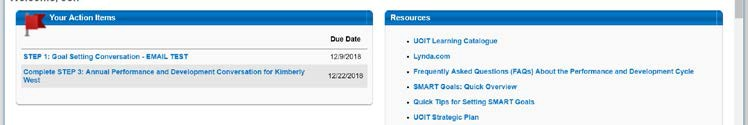 Your Action Items
Due Date
STEP 1: Goal Setting Conversation - EMAIL TEST 12/9/2018
Complete STEP 3: Annual Performance and Development Conversation for Kimberly 12/22/2018
West
Resources
UOIT Learning Catalogue
Lynda.com
Frequently Asked Questions (FAQs) About the Performance and Development Cycle
SMART Goals: Quick Overview
Quick Tips for Setting SMART Goals
UOIT Strategic Plan